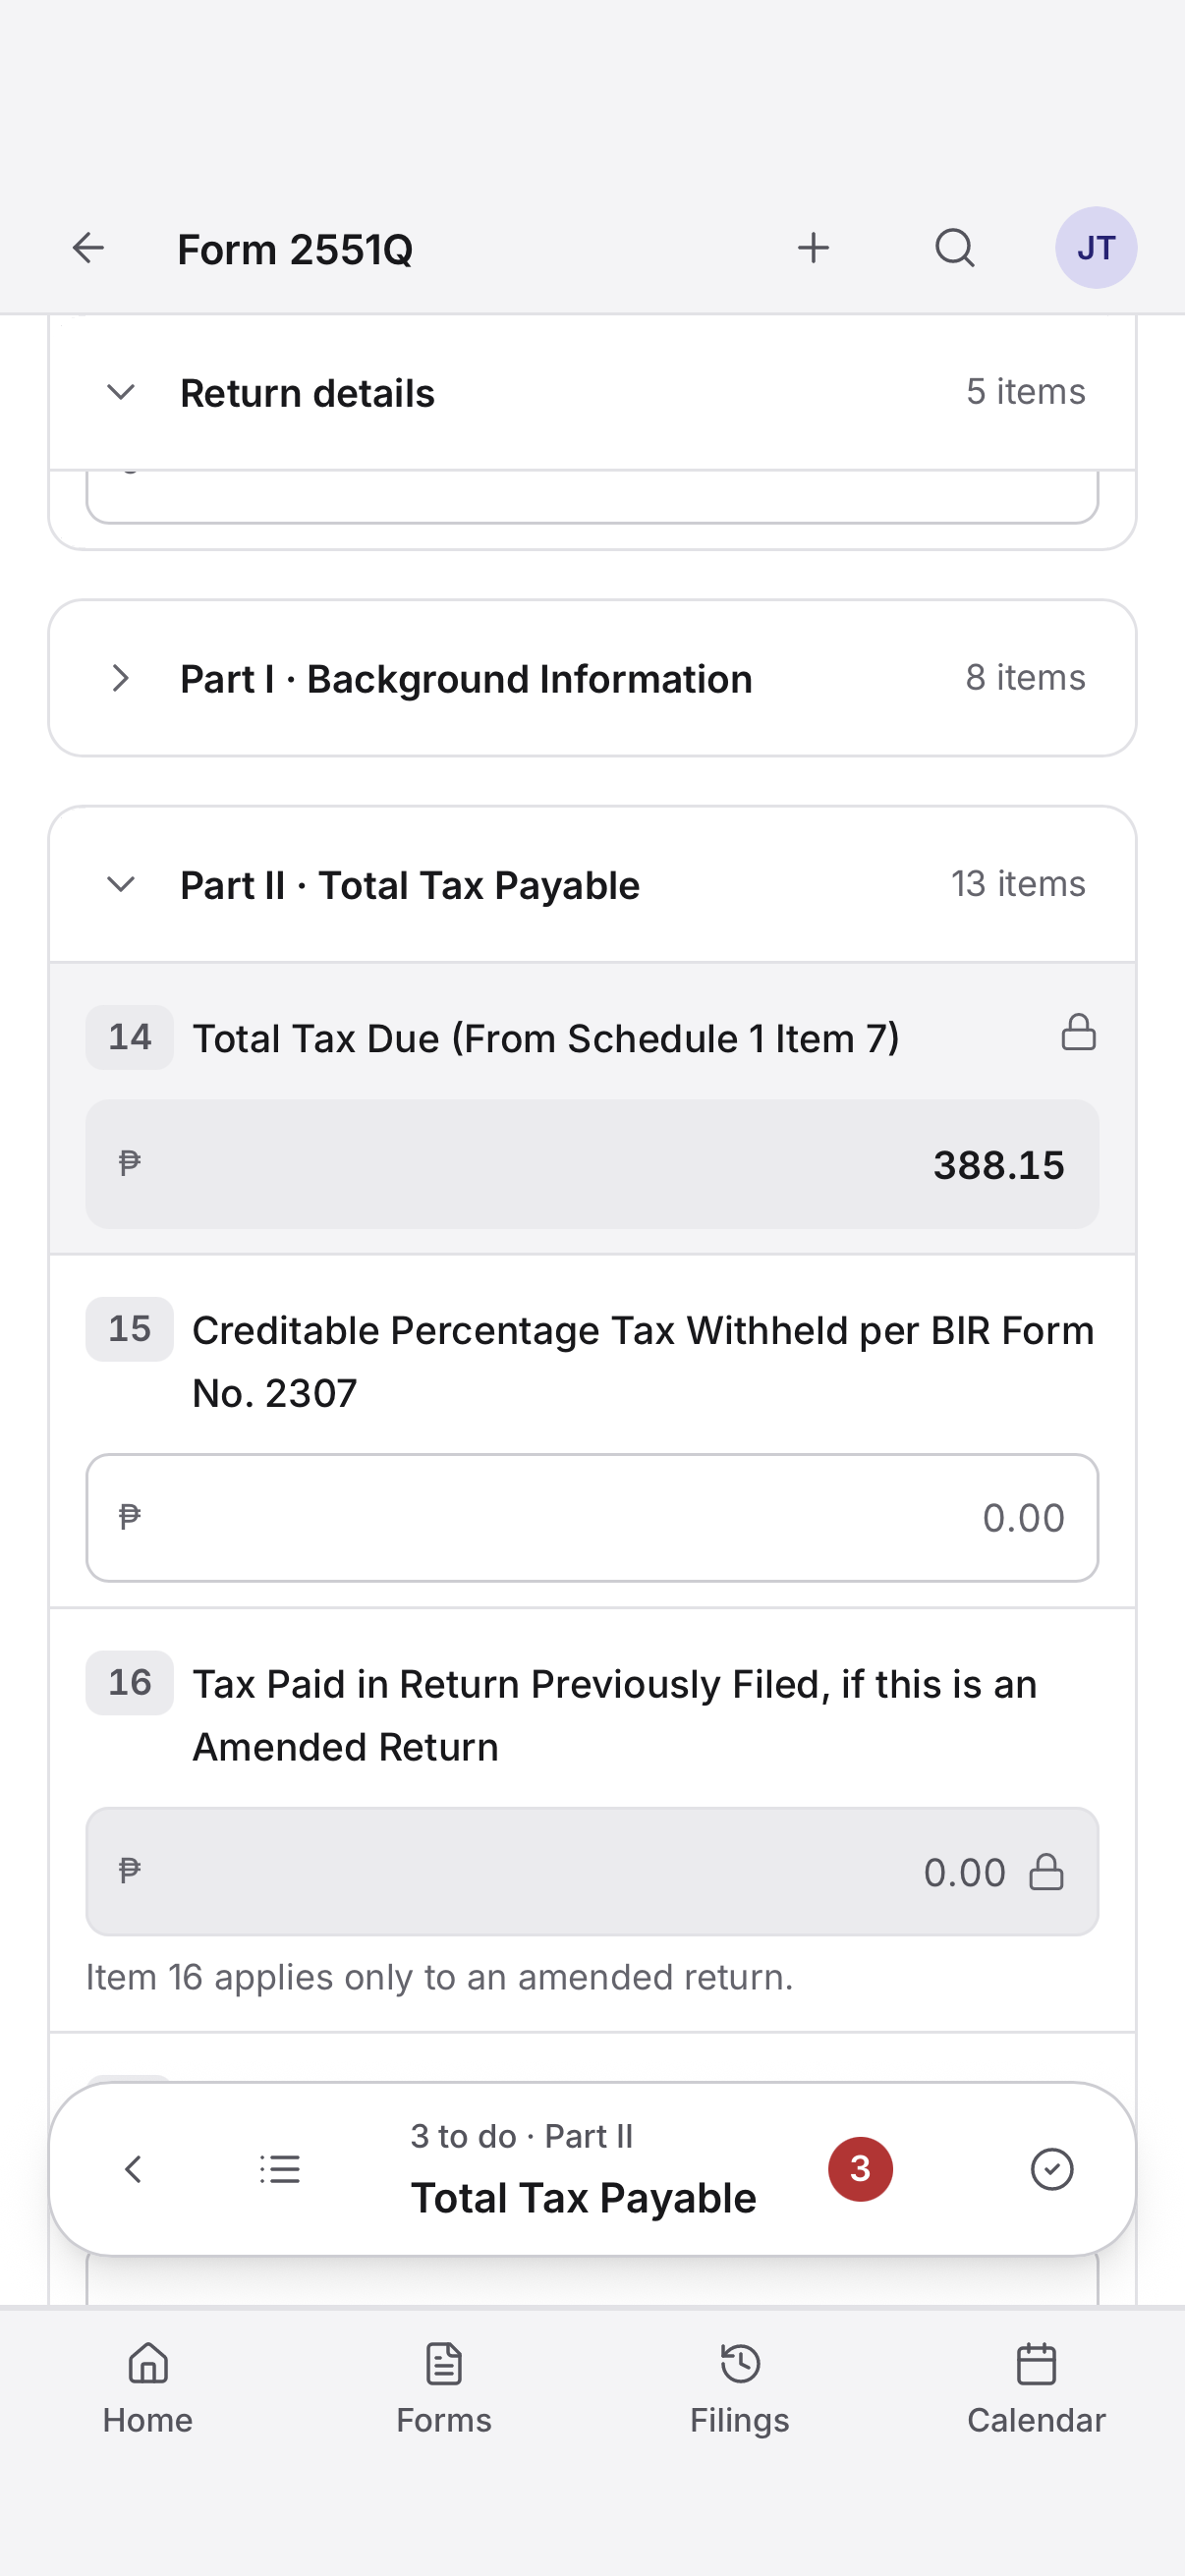 Form 2551Q
JT
Return details
5 items
Part I · Background Information
8 items
Part II · Total Tax Payable
13 items
14 Total Tax Due (From Schedule 1 Item 7)
₱ 388.15
15 Creditable Percentage Tax Withheld per BIR Form
No. 2307
₱ 0.00
16 Tax Paid in Return Previously Filed, if this is an
Amended Return
₱ 0.00
Item 16 applies only to an amended return.
3 to do · Part II
Total Tax Payable
3
Home
Forms
Filings
Calendar